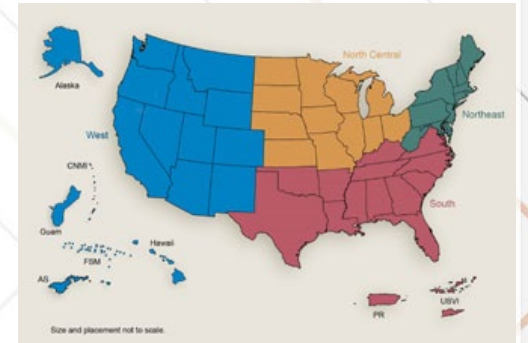 North Central
Alaska
Northeast
West
CNMI
South
Guam
Hawaii
FSM
AS
USVI
PR
Size and placement not to scale.